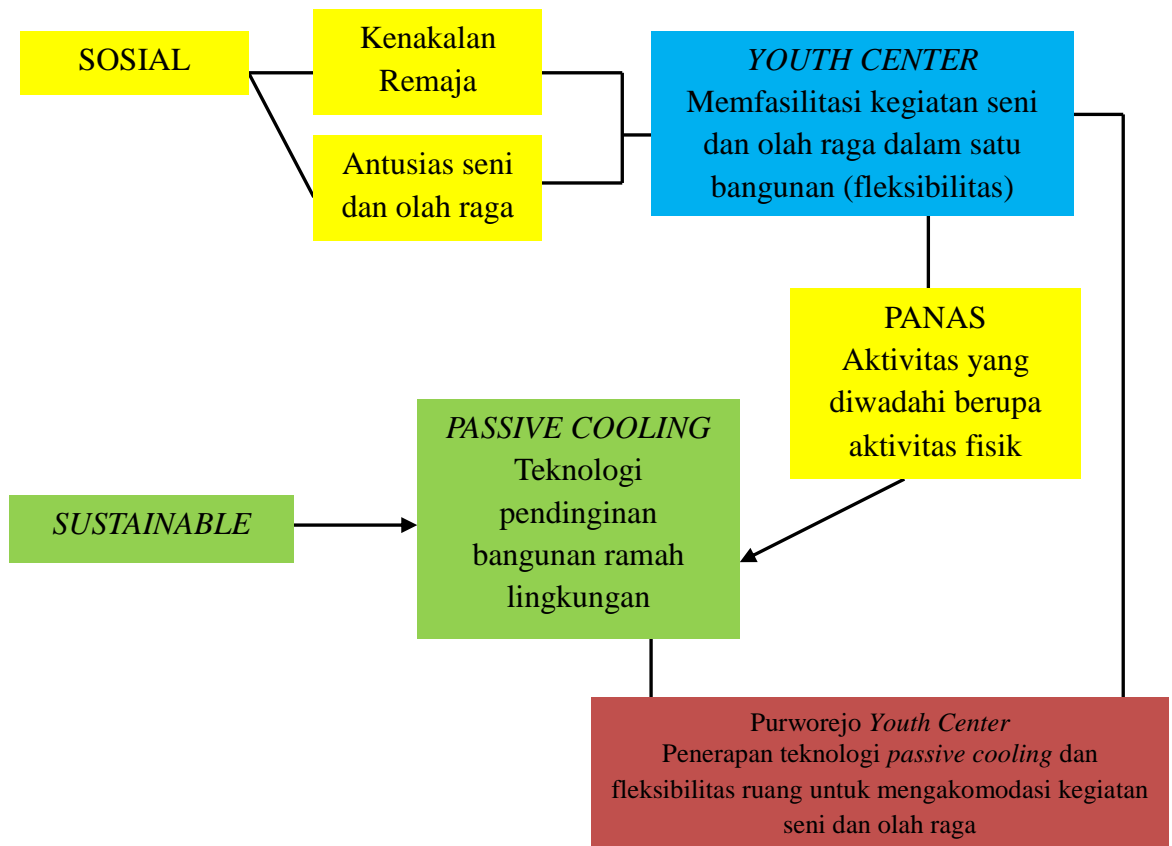 SOSIAL
Kenakalan
Remaja
Antusias seni
dan olah raga
YOUTH CENTER
Memfasilitasi kegiatan seni
dan olah raga dalam satu
bangunan (fleksibilitas)
PANAS
Aktivitas yang
diwadahi berupa
aktivitas fisik
PASSIVE COOLING
Teknologi
pendinginan
bangunan ramah
lingkungan
SUSTAINABLE
Purworejo Youth Center
Penerapan teknologi passive cooling dan
fleksibilitas ruang untuk mengakomodasi kegiatan
seni dan olah raga